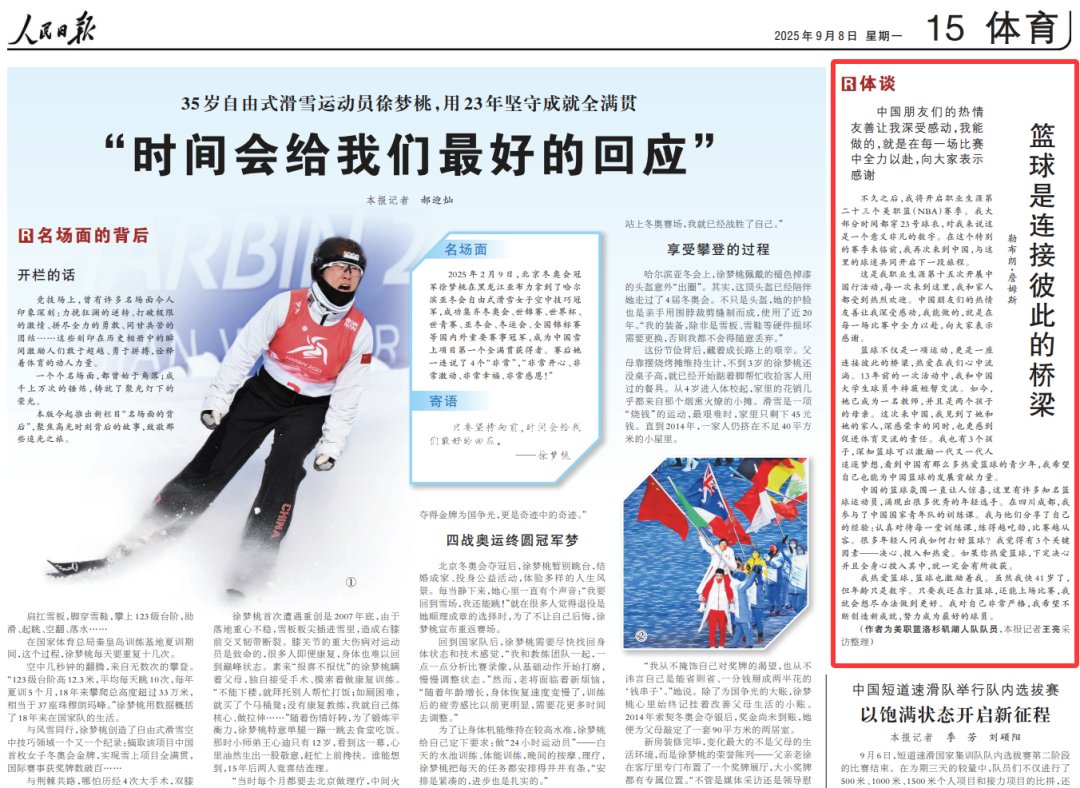 人民日报
2025年9月8日 星期一
15 体育
35岁自由式滑雪运动员徐梦桃，用23年坚守成就全满贯
“时间会给我们最好的回应”
本报记者 郝迎灿
R名场面的背后
开栏的话
竞技场上，曾有许多名场面令人
印象深刻：力挽狂澜的逆转、打破极限
的激情、拼尽全力的勇毅、同甘共苦的
团结……这些刻印在历史相册中的瞬
间激励人们敢于超越、勇于拼搏，诠释
着体育的动人力量。
一个个名场面，都曾始于角落；成
千上万次的锤炼，铸就了聚光灯下的
荣光。
本版今起推出新栏目“名场面的背
后”，聚焦高光时刻背后的故事，致敬那
些追光之旅。
①
肩扛雪板，脚穿雪鞋，攀上123级台阶，助
滑、起跳、空翻、落水……
在国家体育总局秦皇岛训练基地夏训期
间，这个过程，徐梦桃每天要重复十几次。
空中几秒钟的翻腾，来自无数次的攀登。
“123级台阶高12.3米，平均每天跳10次，每年
夏训5个月，18年来攀爬总高度超过33万米，
相当于37座珠穆朗玛峰。”徐梦桃用数据概括
了18年来在国家队的生活。
与风雪同行，徐梦桃创造了自由式滑雪空
中技巧领域一个又一个纪录：摘取该项目中国
首枚女子冬奥会金牌，实现雪上项目全满贯，
国际赛事获奖牌数破百……
与荆棘共路，哪怕历经4次大手术，双膝
徐梦桃首次遭遇重创是2007年底，由于
落地重心不稳，雪板板尖插进雪里，造成右膝
前交叉韧带断裂。膝关节的重大伤病对运动
员是致命的，很多人即便康复，身体也难以回
到巅峰状态。素来“报喜不报忧”的徐梦桃瞒
着父母，独自接受手术，摸索着做康复训练。
“不能下楼，就拜托别人帮忙打饭；如厕困难，
就买了个马桶凳；没有康复教练，我就自己练
核心、做拉伸……”随着伤情好转，为了锻炼平
衡力，徐梦桃特意单腿一蹦一跳去食堂吃饭。
那时小师弟王心迪只有12岁，看到这一幕，心
里油然生出一股敬意，赶忙上前搀扶。谁能想
到，15年后两人竟喜结连理。
“当时每个月都要去北京做理疗，中间火
名场面
2025年2月9日，北京冬奥会冠
军徐梦桃在黑龙江亚布力拿到了哈尔
滨亚冬会自由式滑雪女子空中技巧冠
军，成功集齐冬奥会、世锦赛、世界杯、
世青赛、亚冬会、冬运会、全国锦标赛
等国内外重要赛事冠军，成为中国雪
上项目第一个全满贯获得者。赛后她
一连说了4个“非常”，“非常开心、非
常激动、非常幸福、非常感恩！”
寄语
只要坚持向前，时间会给我
们最好的回应。
——徐梦桃
夺得金牌为国争光，更是奇迹中的奇迹。”
四战奥运终圆冠军梦
北京冬奥会夺冠后，徐梦桃暂别跳台，结
婚成家，投身公益活动，体验多样的人生风
景。每当静下来，她心里一直有个声音：“我要
回到雪场，我还能跳！”就在很多人觉得退役是
她顺理成章的选择时，为了不让自己后悔，徐
梦桃宣布重返赛场。
回到国家队后，徐梦桃需要尽快找回身
体状态和技术感觉，“我和教练团队一起，一
点一点分析比赛录像，从基础动作开始打磨，
慢慢调整状态。”然而，老将面临着新烦恼，
“随着年龄增长，身体恢复速度变慢了，训练
后的疲劳感比以前更明显，需要花更多时间
去调整。”
为了让身体机能维持在较高水准，徐梦桃
给自己定下要求：做“24小时运动员”——白
天的水池训练、体能训练，晚间的按摩、理疗，
徐梦桃把每天的任务都安排得井井有条，“安
排是紧凑的，进步也是扎实的。”
站上冬奥赛场，我就已经战胜了自己。”
享受攀登的过程
哈尔滨亚冬会上，徐梦桃佩戴的褪色掉漆
的头盔意外“出圈”。其实，这顶头盔已经陪伴
她走过了4届冬奥会。不只是头盔，她的护脸
也是亲手用围脖裁剪缝制而成，使用了近20
年。“我的装备，除非是雪板、雪鞋等硬件损坏
需要更换，否则我都不会得随意丢弃。”
这份节俭背后，藏着成长路上的艰辛。父
母靠摆烧烤摊维持生计，不到3岁的徐梦桃还
没桌子高，就已经开始踮着脚帮忙收拾客人用
过的餐具。从4岁进入体校起，家里的花销几
乎都来自那个烟熏火燎的小摊。滑雪是一项
“烧钱”的运动，最艰难时，家里只剩下45元
钱。直到2014年，一家人仍挤在不足40平方
米的小屋里。
②
“我从不掩饰自己对奖牌的渴望，也从不
讳言自己是能省则省、一分钱掰成两半花的
‘钱串子’。”她说。除了为国争光的大账，徐梦
桃心里始终记挂着改善父母生活的小账。
2014年索契冬奥会夺银后，奖金尚未到账，她
便为父母敲定了一套90平方米的两居室。
新房装修完毕，变化最大的不是父母的生
活环境，而是徐梦桃的荣誉陈列——父亲老徐
在客厅里专门布置了一个奖牌展厅，大小奖牌
都有专属位置。”不管是媒体采访还是领导慰
R体谈
中国朋友们的热情
友善让我深受感动，我能
做的，就是在每一场比赛
中全力以赴，向大家表示
感谢
篮球是连接彼此的桥梁
勒布朗·詹姆斯
不久之后，我将开启职业生涯第
二十三个美职篮（NBA）赛季。我大
部分时间都穿23号球衣，对我来说这
是一个意义非凡的数字。在这个特别
的赛季来临前，我再次来到中国，与这
里的球迷共同开启下一段旅程。
这是我职业生涯第十五次开展中
国行活动，每一次来到这里，我和家人
都受到热烈欢迎。中国朋友们的热情
友善让我深受感动，我能做的，就是在
每一场比赛中全力以赴，向大家表示
感谢。
篮球不仅是一项运动，更是一座
连接彼此的桥梁，热爱在我们心中流
淌。13年前的一次活动中，我和中国
大学生球员牛梓薇短暂交流。如今，
她已成为一名教师，并且是两个孩子
的母亲。这次来中国，我见到了她和
她的家人，深感荣幸的同时，也更感到
促进体育交流的责任。我也有3个孩
子，深知篮球可以激励一代又一代人
追逐梦想，看到中国有那么多热爱篮球的青少年，我希望
自己也能为中国篮球的发展贡献力量。
中国的篮球氛围一直让人惊喜，这里有许多知名篮
球运动员，涌现出很多优秀的年轻选手。在四川成都，我
参与了中国国家青年队的训练课。我与他们分享了自己
的经验：认真对待每一堂训练课，练得越吃劲，比赛越从
容。很多年轻人问我如何打好篮球？我觉得有3个关键
因素——决心、投入和热爱。如果你热爱篮球，下定决心
并且全身心投入其中，就一定会有所收获。
我热爱篮球，篮球也激励着我。虽然我快41岁了，
但年龄只是数字。只要我还在打篮球，还能上场比赛，我
就会想尽办法做到更好。我对自己非常严格，我希望不
断创造新成就，努力成为最好的球员。
（作者为美职篮洛杉矶湖人队队员，本报记者王亮采
访整理）
中国短道速滑队举行队内选拔赛
以饱满状态开启新征程
本报记者 季芳 刘硕阳
9月6日，短道速滑国家集训队队内选拔赛第二阶段
的比赛结束。在为期三天的较量中，队员们不仅进行了
500米、1000米、1500米个人项目和接力项目的比拼，还